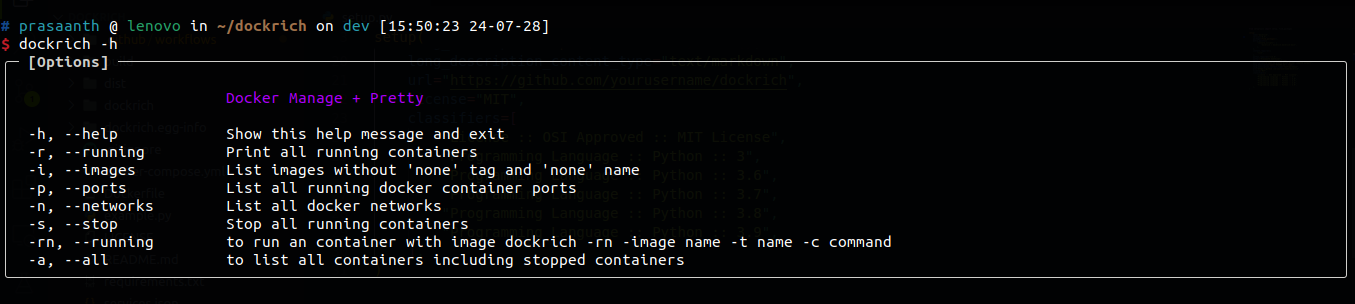 # prasaanth @ lenovo in ~/dockrich on dev [15:50:23 24-07-28]
$ dockrich -h
[Options]
Docker Manage + Pretty
-h, --help Show this help message and exit
-r, --running Print all running containers
-i, --images List images without 'none' tag and 'none' name
-p, --ports List all running docker container ports
-n, --networks List all docker networks
-s, --stop Stop all running containers
-rn, --running to run an container with image dockrich -rn -image name -t name -c command
-a, --all to list all containers including stopped containers